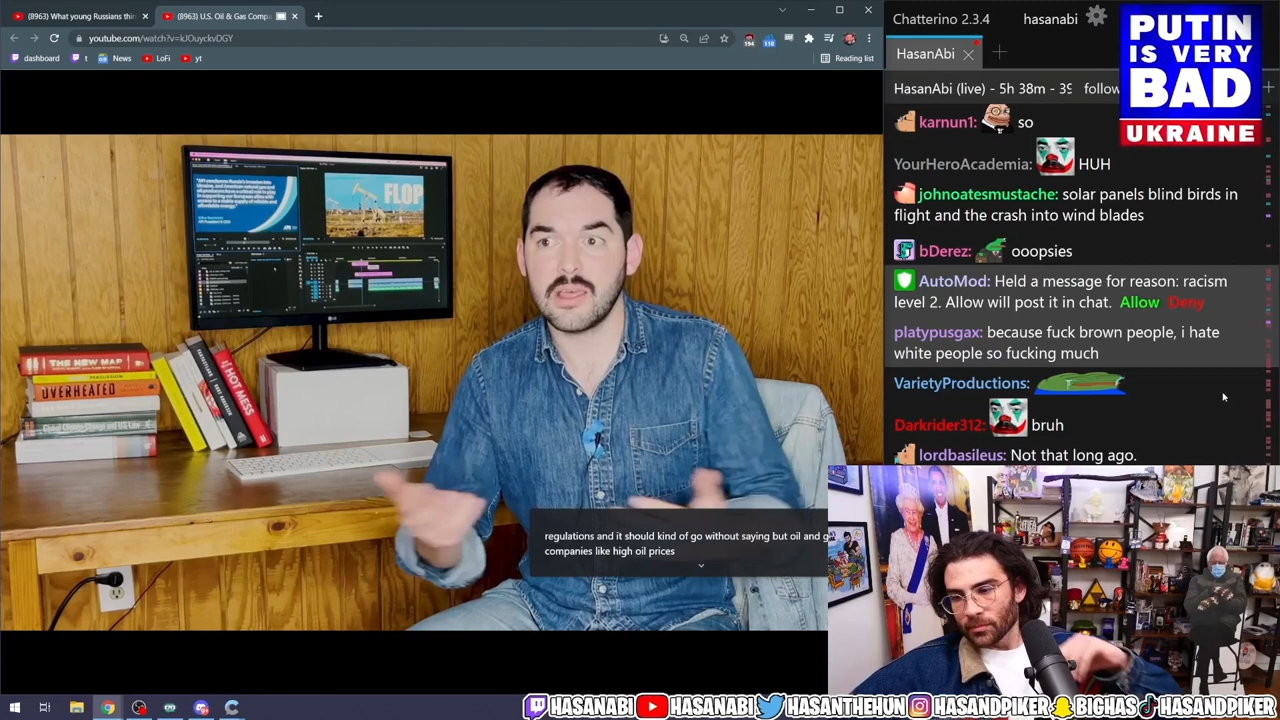 (8963) What young Russians thin
(8963) U.S. Oil & Gas Compa
youtube.com/watch?v=kJOuyckvDGY
194
110
dashboard
t
News
LoFi
yt
Reading list
FLOP
THE NEW MAP
OVERHEATED
HOT MESS
LG
regulations and it should kind of go without saying but oil and g
companies like high oil prices
Chatterino 2.3.4
hasanabi
HasanAbi
HasanAbi (live) - 5h 38m - 39
follow
PUTIN
IS VERY
BAD
UKRAINE
karnun1: so
YourHeroAcademia: HUH
johnoatesmustache: solar panels blind birds in
flight and the crash into wind blades
bDerez: ooopsies
AutoMod: Held a message for reason: racism
level 2. Allow will post it in chat. Allow Deny
platypusgax: because fuck brown people, i hate
white people so fucking much
VarietyProductions:
Darkrider312: bruh
lordbasileus: Not that long ago.
HASANABI
HASANABI
HASANTHEHUN
HASANDPIKER
BIGHAS
HASANDPIKER